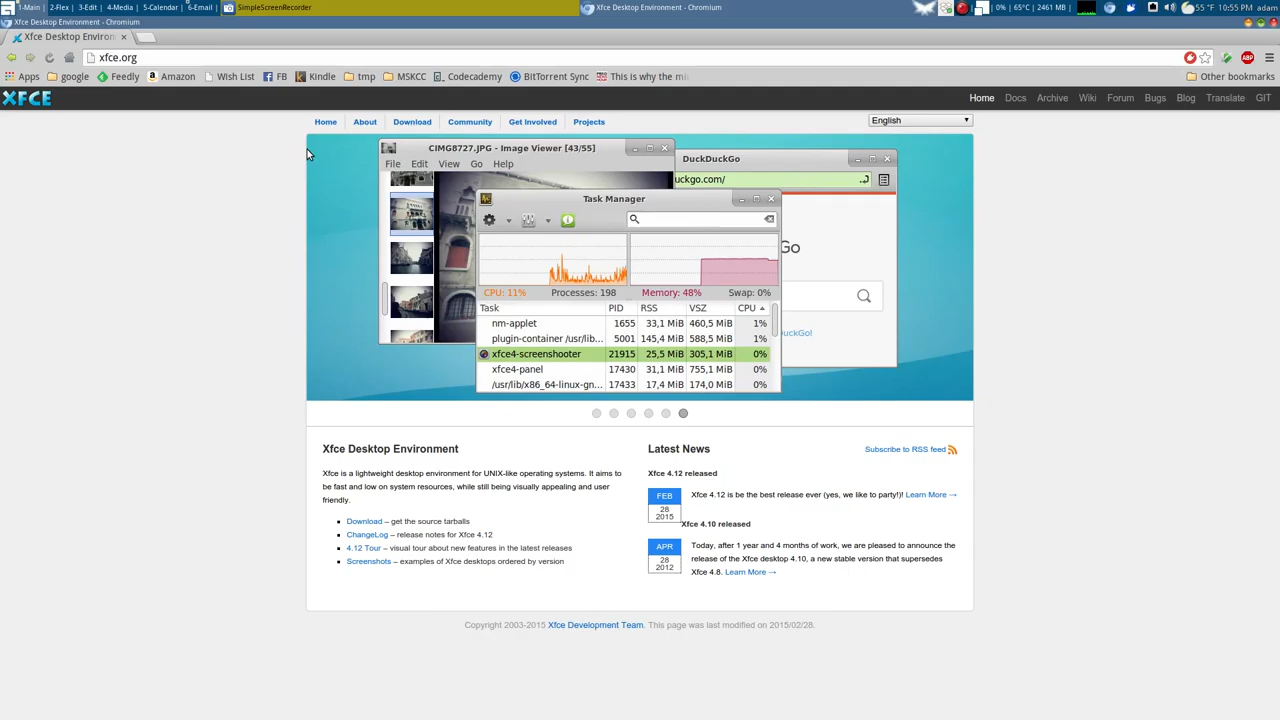 1-Main 2-Flex 3-Edit 4-Media 5-Calendar 6-Email SimpleScreenRecorder Xfce Desktop Environment - Chromium 0% | 65°C | 2461 MB 55 °F 10:55 PM adam
Xfce Desktop Environment - Chromium
Xfce Desktop Environ
xfce.org
Apps google Feedly Amazon Wish List FB Kindle tmp MSKCC Codecademy BitTorrent Sync This is why the mi Other bookmarks
XFCE Home Docs Archive Wiki Forum Bugs Blog Translate GIT
Home About Download Community Get Involved Projects English
CIMG8727.JPG - Image Viewer [43/55]
File Edit View Go Help
DuckDuckGo
uckgo.com/
Go
DuckGo!
Task Manager
CPU: 11% Processes: 198 Memory: 48% Swap: 0%
Task PID RSS VSZ CPU
nm-applet 1655 33,1 MiB 460,5 MiB 1%
plugin-container /usr/lib... 5001 145,4 MiB 588,5 MiB 1%
xfce4-screenshooter 21915 25,5 MiB 305,1 MiB 0%
xfce4-panel 17430 31,1 MiB 755,1 MiB 0%
/usr/lib/x86_64-linux-gn... 17433 17,4 MiB 174,0 MiB 0%
Xfce Desktop Environment
Xfce is a lightweight desktop environment for UNIX-like operating systems. It aims to
be fast and low on system resources, while still being visually appealing and user
friendly.
Download – get the source tarballs
ChangeLog – release notes for Xfce 4.12
4.12 Tour – visual tour about new features in the latest releases
Screenshots – examples of Xfce desktops ordered by version
Latest News Subscribe to RSS feed
Xfce 4.12 released
FEB
28
2015
Xfce 4.12 is be the best release ever (yes, we like to party!)! Learn More →
Xfce 4.10 released
APR
28
2012
Today, after 1 year and 4 months of work, we are pleased to announce the
release of the Xfce desktop 4.10, a new stable version that supersedes
Xfce 4.8. Learn More →
Copyright 2003-2015 Xfce Development Team. This page was last modified on 2015/02/28.